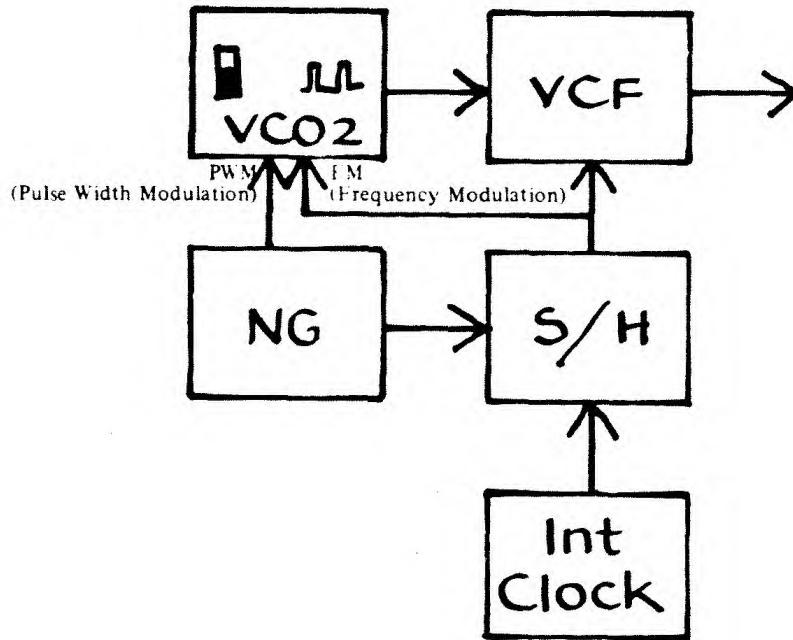 VCO2
VCF
PWM
(Pulse Width Modulation)
FM
(Frequency Modulation)
NG
S/H
Int
Clock